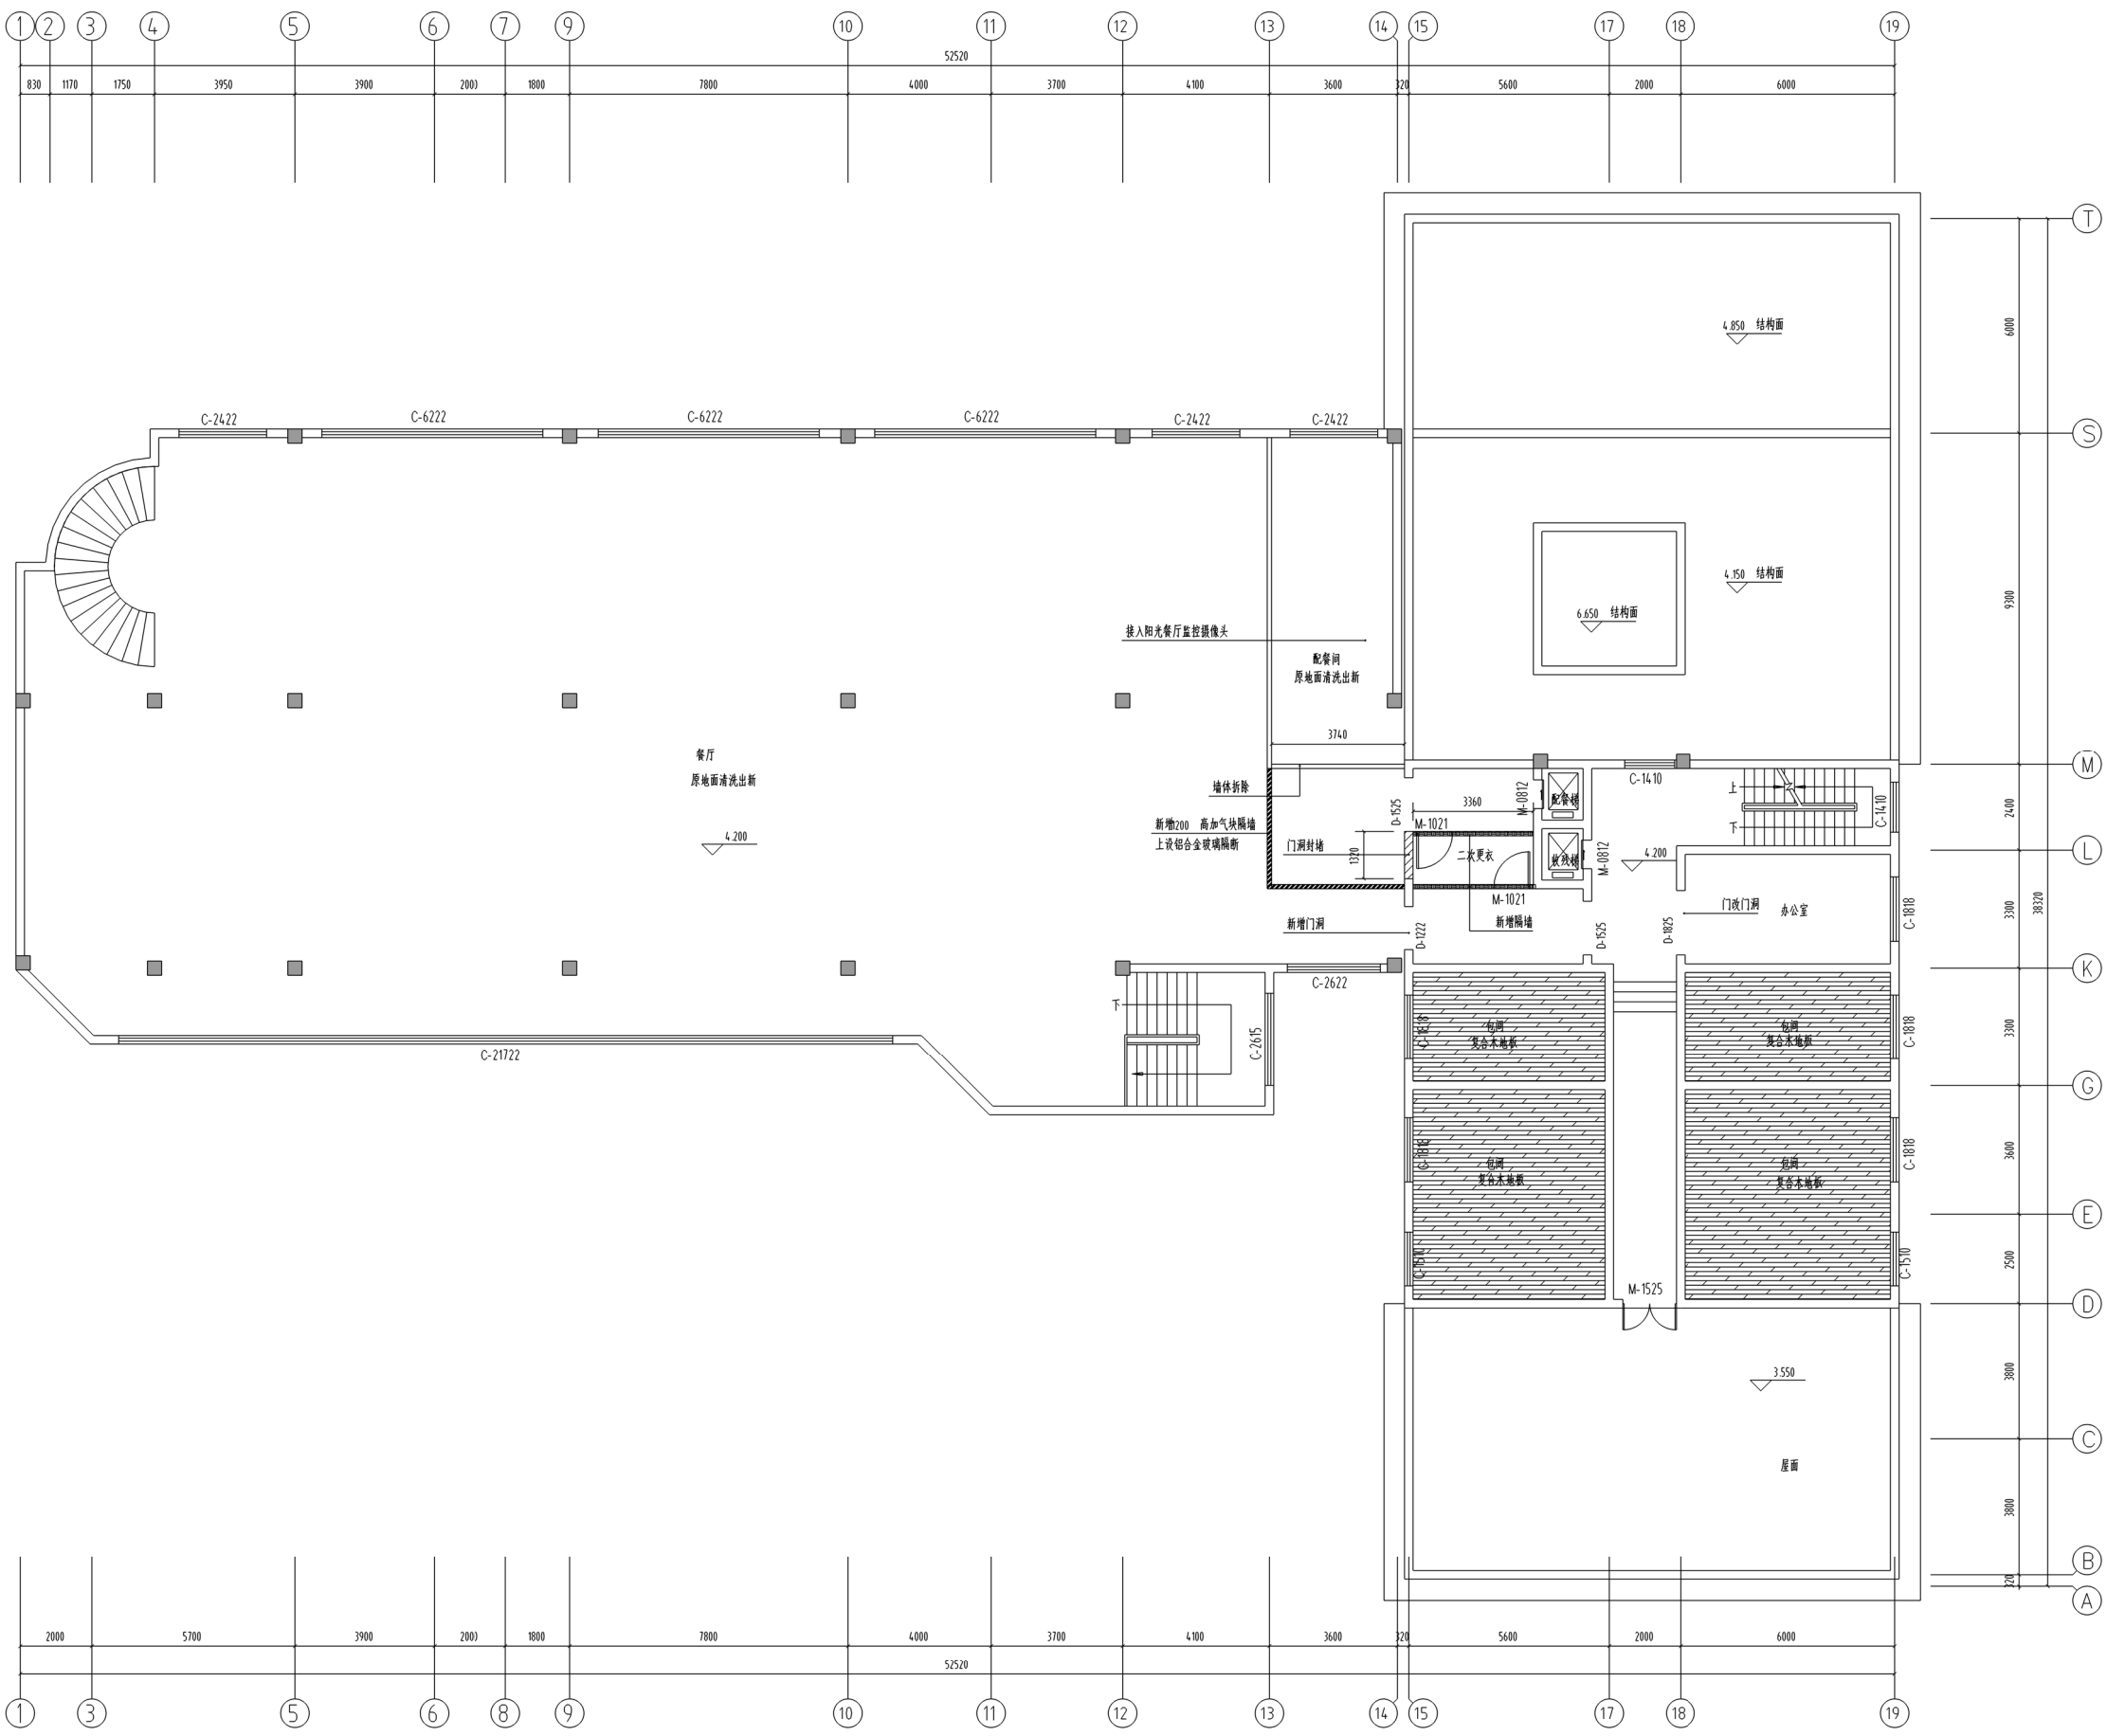 1 2 3 4 5 6 7 9 10 11 12 13 14 15 17 18 19
52520
830 1170 1750 3950 3900 2000 1800 7800 4000 3700 4100 3600 320 5600 2000 6000
T
4.850 结构面
6000
C-2422 C-6222 C-6222 C-6222 C-2422 C-2422
S
4.150 结构面
9300
6.650 结构面
接入阳光餐厅监控摄像头
配餐间
原地面清洗出新
3740
餐厅
原地面清洗出新
M
C-1410
墙体拆除
D-1525
3360
M-0812
配餐梯
上
C-1410
2400
新增200 高加气块隔墙
上设铝合金玻璃隔断
M-1021
下
4.200
门洞封堵
1320
二次更衣
收残梯
M-0812
4.200
L
M-1021
门改门洞
办公室
C-1818
3300
38320
新增门洞
D-1222
新增隔墙
D-1525
D-1825
K
C-2622
下
C-2615
C-1818
包间
复合木地板
包间
复合木地板
C-1818
3300
C-21722
G
C-1818
包间
复合木地板
包间
复合木地板
C-1818
3600
E
C-1510
C-1510
2500
M-1525
D
3.550
3800
C
屋面
3800
B
320
A
2000 5700 3900 2000 1800 7800 4000 3700 4100 3600 320 5600 2000 6000
52520
1 3 5 6 8 9 10 11 12 13 14 15 17 18 19